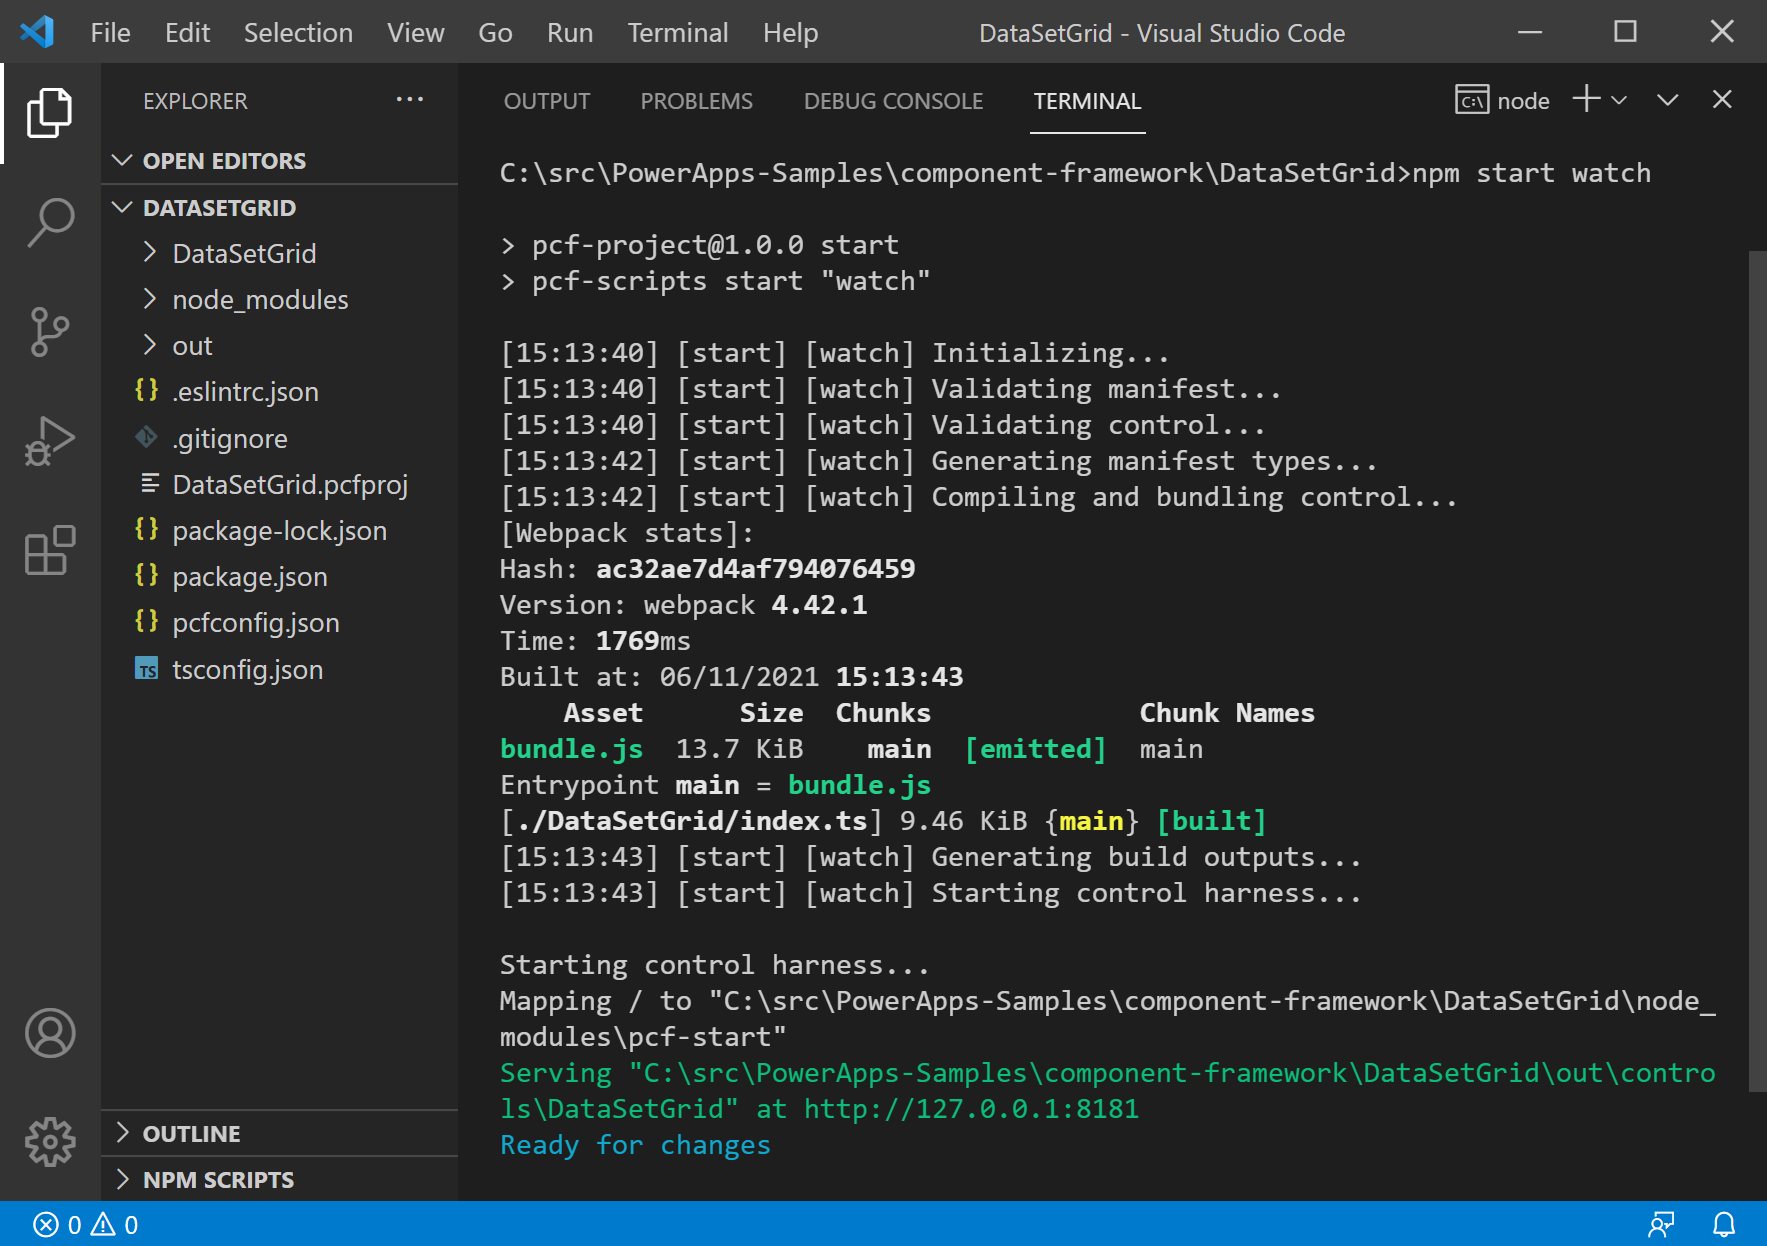 File Edit Selection View Go Run Terminal Help DataSetGrid - Visual Studio Code
EXPLORER ...
OPEN EDITORS
DATASETGRID
DataSetGrid
node_modules
out
{} .eslintrc.json
.gitignore
DataSetGrid.pcfproj
{} package-lock.json
{} package.json
{} pcfconfig.json
TS tsconfig.json
OUTLINE
NPM SCRIPTS
OUTPUT PROBLEMS DEBUG CONSOLE TERMINAL C:\ node
C:\src\PowerApps-Samples\component-framework\DataSetGrid>npm start watch
> pcf-project@1.0.0 start
> pcf-scripts start "watch"
[15:13:40] [start] [watch] Initializing...
[15:13:40] [start] [watch] Validating manifest...
[15:13:40] [start] [watch] Validating control...
[15:13:42] [start] [watch] Generating manifest types...
[15:13:42] [start] [watch] Compiling and bundling control...
[Webpack stats]:
Hash: ac32ae7d4af794076459
Version: webpack 4.42.1
Time: 1769ms
Built at: 06/11/2021 15:13:43
Asset Size Chunks Chunk Names
bundle.js 13.7 KiB main [emitted] main
Entrypoint main = bundle.js
[./DataSetGrid/index.ts] 9.46 KiB {main} [built]
[15:13:43] [start] [watch] Generating build outputs...
[15:13:43] [start] [watch] Starting control harness...
Starting control harness...
Mapping / to "C:\src\PowerApps-Samples\component-framework\DataSetGrid\node_
modules\pcf-start"
Serving "C:\src\PowerApps-Samples\component-framework\DataSetGrid\out\contro
ls\DataSetGrid" at http://127.0.0.1:8181
Ready for changes
0 0